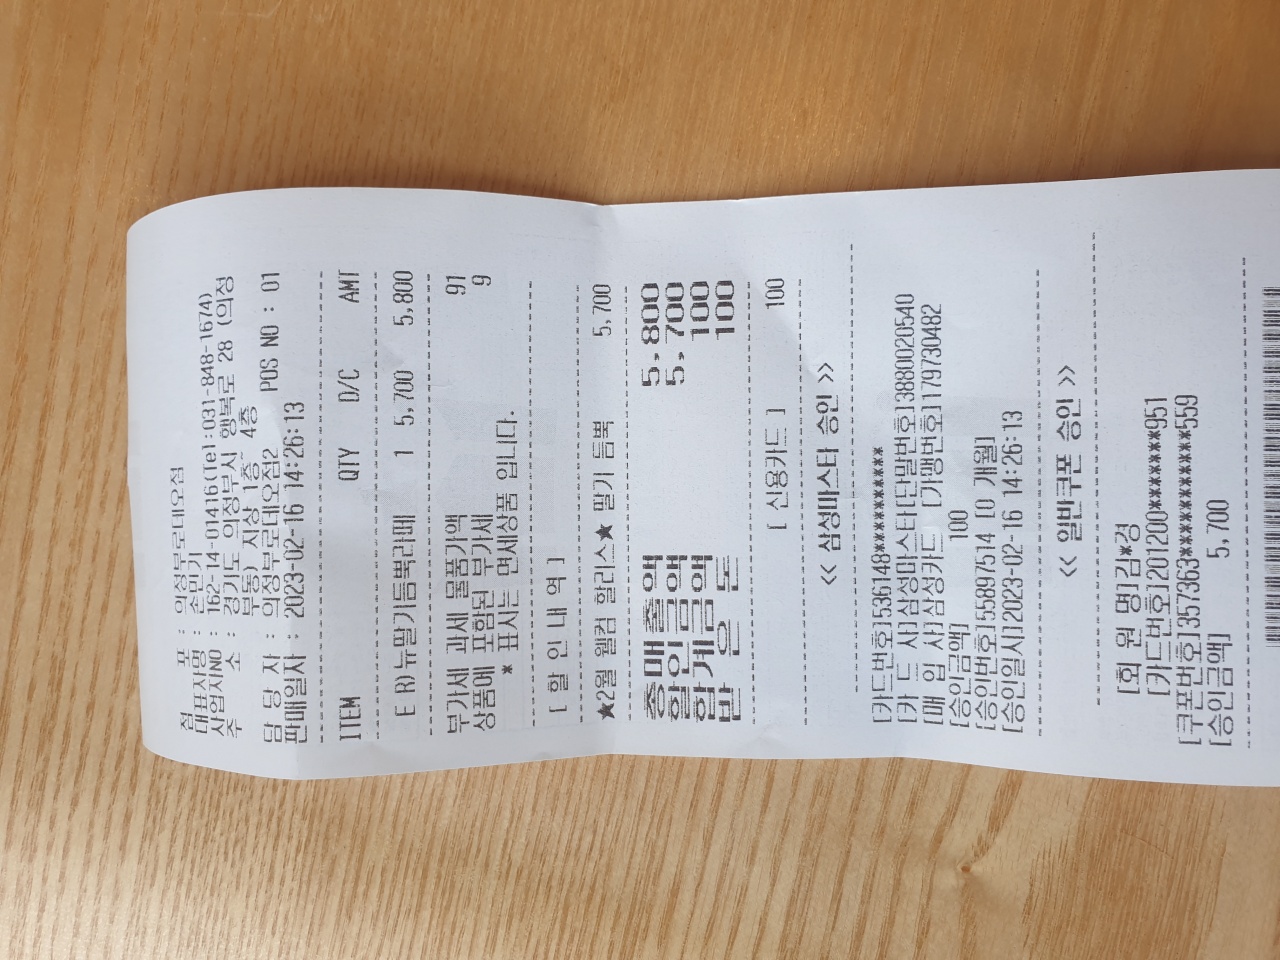 점 포 : 의정부로데오점
대표자명 : 손민기
사업자NO : 162-14-01416(Tel:031-848-1674)
주 소 : 경기도 의정부시 행복로 28 (의정
부동) 지상 1층~ 4층
담 당 자 : 의정부로데오점2 POS NO : 01
판매일자 : 2023-02-16 14:26:13
ITEM QTY D/C AMT
E R)뉴딸기듬뿍라떼 1 5,700 5,800
부가세 과세 물품가액 91
상품에 포함된 부가세 9
* 표시는 면세상품 입니다.
[ 할 인 내 역 ]
★2월 웰컴 할리스★ 딸기 듬뿍 5,700
총매출액 5,800
할인금액 5,700
합계금액 100
받 은 돈 100
[ 신용카드 ] 100
<< 삼성마스타 승인 >>
[카드번호]536148**********
[카 드 사]삼성마스타[단말번호]3880020540
[매 입 사]삼성카드 [가맹번호]179730482
[승인금액] 100
[승인번호]55897514 [0 개월]
[승인일시]2023-02-16 14:26:13
<< 일반쿠폰 승인 >>
[회 원 명]김*경
[카드번호]201200*******951
[쿠폰번호]357363***********559
[승인금액] 5,700